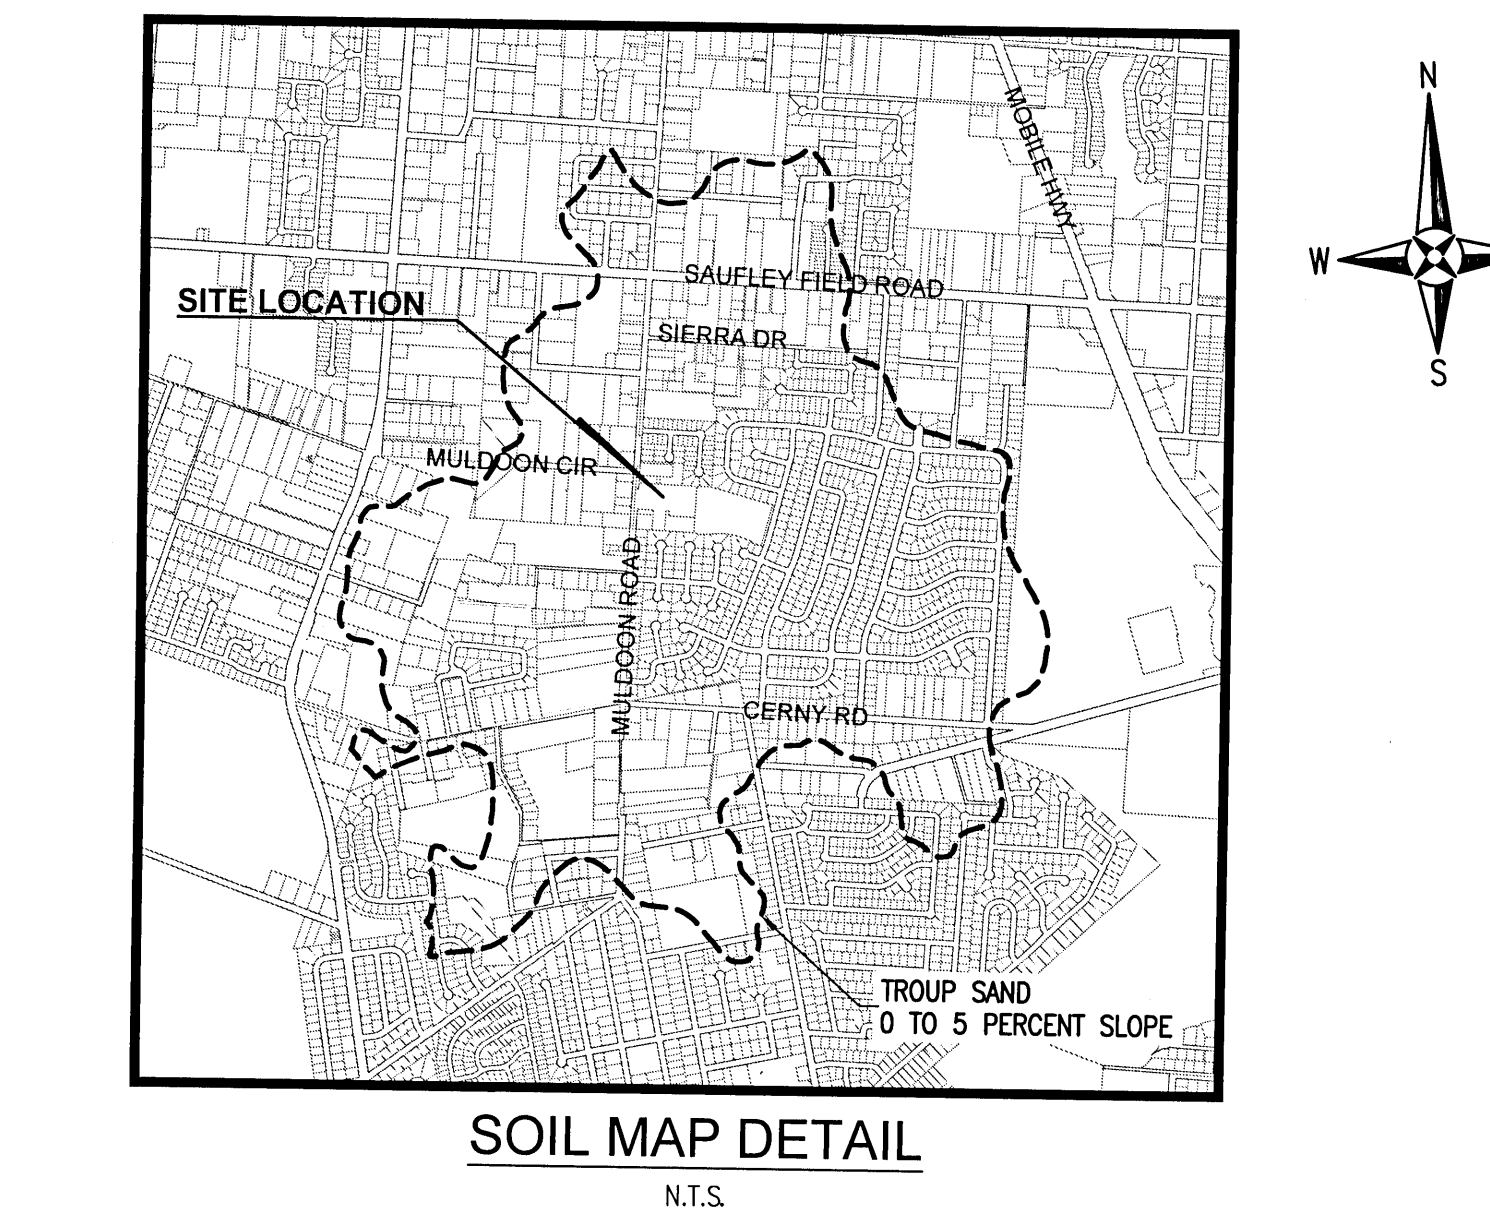 N
MOBILE HWY
W
SAUFLEY FIELD ROAD
SITE LOCATION
SIERRA DR
S
MULDOON CIR
MULDOON ROAD
CERNY RD
TROUP SAND
0 TO 5 PERCENT SLOPE
SOIL MAP DETAIL
N.T.S.